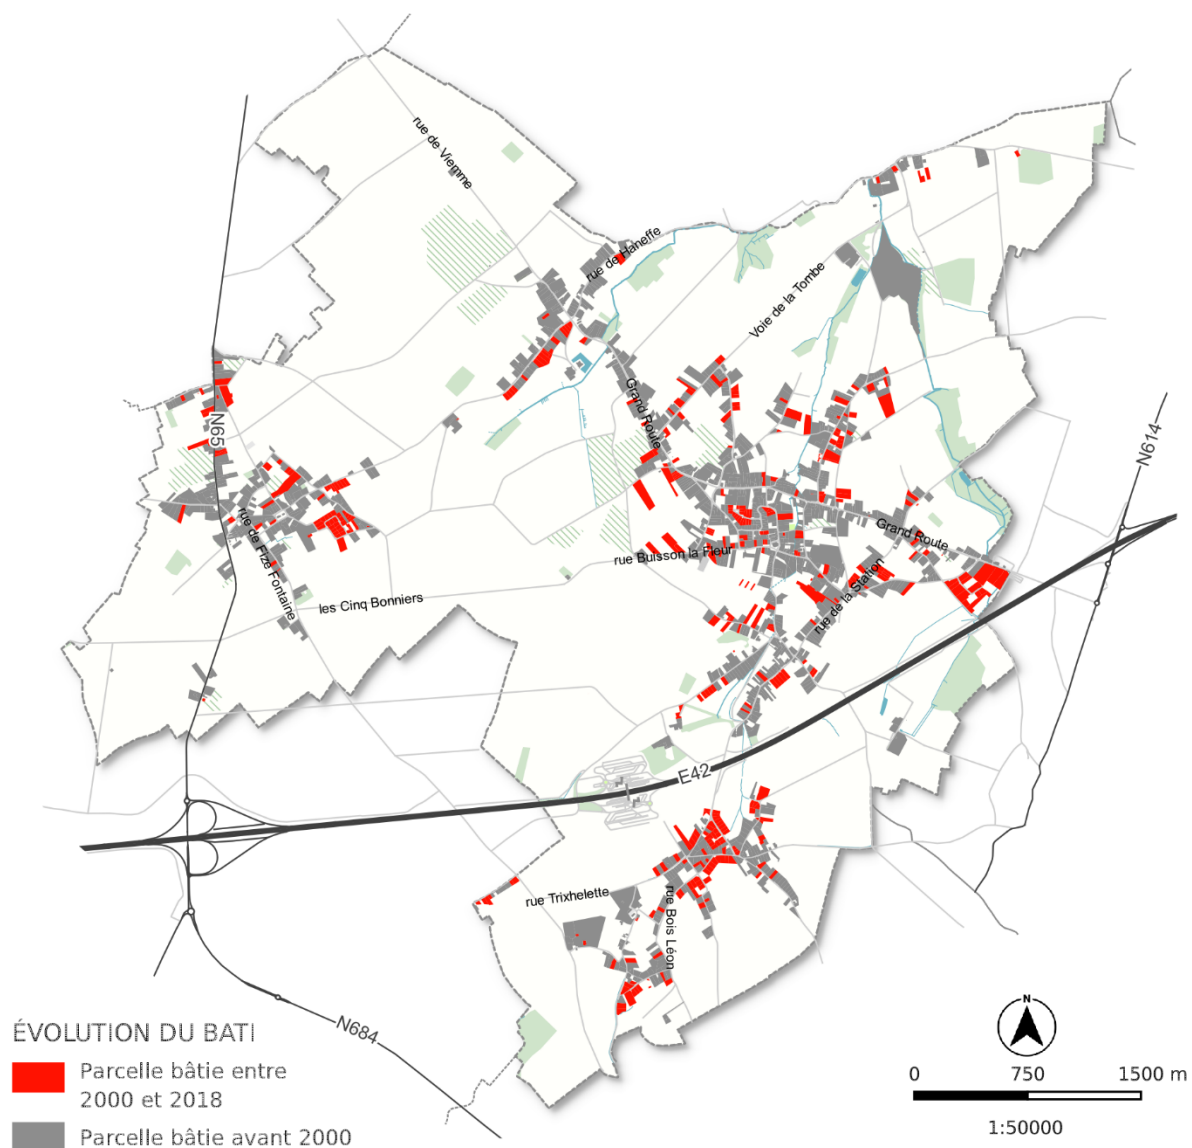 rue de Viemme
rue de Haneffe
Voie de la Tombe
Grand Route
N65
N614
rue de Fize Fontaine
Grand Route
rue Buisson la Fleur
rue de la Station
les Cinq Bonniers
E42
rue Trixhelette
rue Bois Léon
N684
ÉVOLUTION DU BATI
Parcelle bâtie entre
2000 et 2018
Parcelle bâtie avant 2000
N
0 750 1500 m
1:50000